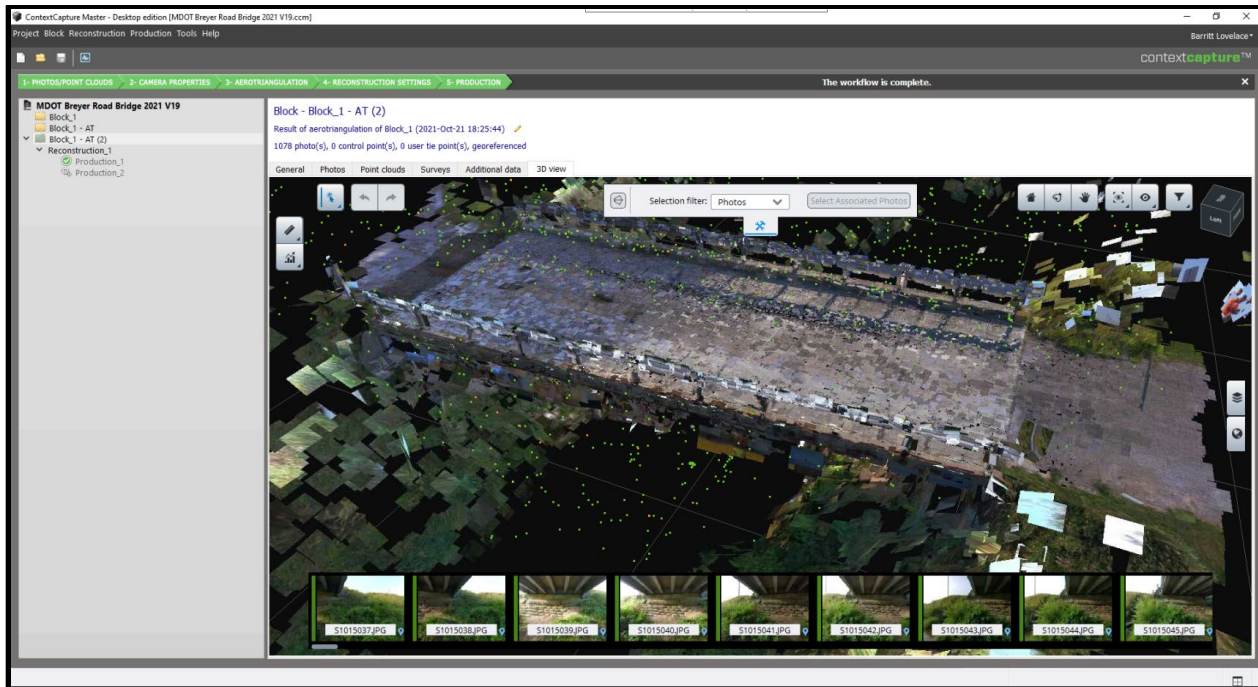 ContextCapture Master - Desktop edition [MDOT Breyer Road Bridge 2021 V19.ccm]
Project Block Reconstruction Production Tools Help
Barritt Lovelace
contextcapture™
1- PHOTOS/POINT CLOUDS 2- CAMERA PROPERTIES 3- AEROTRIANGULATION 4- RECONSTRUCTION SETTINGS 5- PRODUCTION
The workflow is complete.
MDOT Breyer Road Bridge 2021 V19
Block_1
Block_1 - AT
Block_1 - AT (2)
Reconstruction_1
Production_1
Production_2
Block - Block_1 - AT (2)
Result of aerotriangulation of Block_1 (2021-Oct-21 18:25:44)
1078 photo(s), 0 control point(s), 0 user tie point(s), georeferenced
General Photos Point clouds Surveys Additional data 3D view
Selection filter: Photos Select Associated Photos
Left
S1015037.JPG S1015038.JPG S1015039.JPG S1015040.JPG S1015041.JPG S1015042.JPG S1015043.JPG S1015044.JPG S1015045.JPG